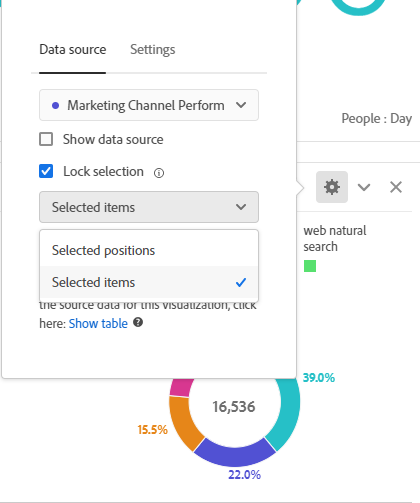 Data source
Settings
Marketing Channel Perform
People : Day
Show data source
Lock selection
Selected items
web natural
search
Selected positions
Selected items
the source data for this visualization, click
here: Show table
39.0%
16,536
15.5%
22.0%